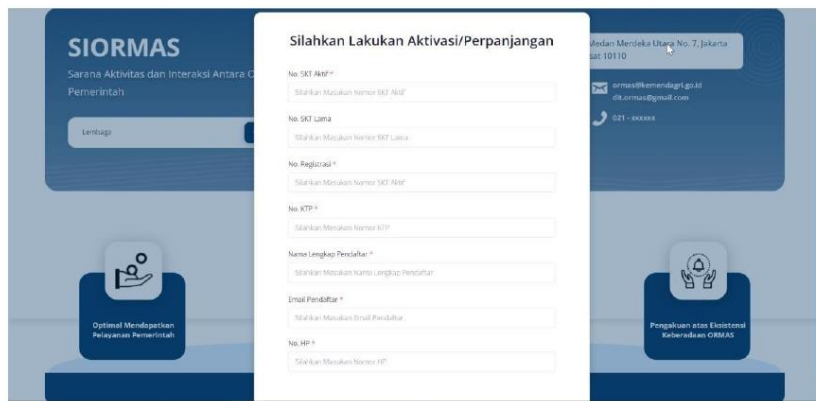 SIORMAS
Sarana Aktivitas dan Interaksi Antara O
Pemerintah
Lembaga
Silahkan Lakukan Aktivasi/Perpanjangan
No. SKT Aktif *
Silahkan Masukan Nomor SKT Aktif
No. SKT Lama
Silahkan Masukan Nomor SKT Lama
No. Registrasi *
Silahkan Masukan Nomor SKT Aktif
No. KTP *
Silahkan Masukan Nomor KTP
Nama Lengkap Pendaftar *
Silahkan Masukan Nama Lengkap Pendaftar
Email Pendaftar *
Silahkan Masukan Email Pendaftar
No. HP *
Silahkan Masukan Nomor HP
Medan Merdeka Utara No. 7, Jakarta
sat 10110
ormas@kemendagri.go.id
dit.ormas@gmail.com
021 - xxxxxx
Optimal Mendapatkan
Pelayanan Pemerintah
Pengakuan atas Eksistensi
Keberadaan ORMAS